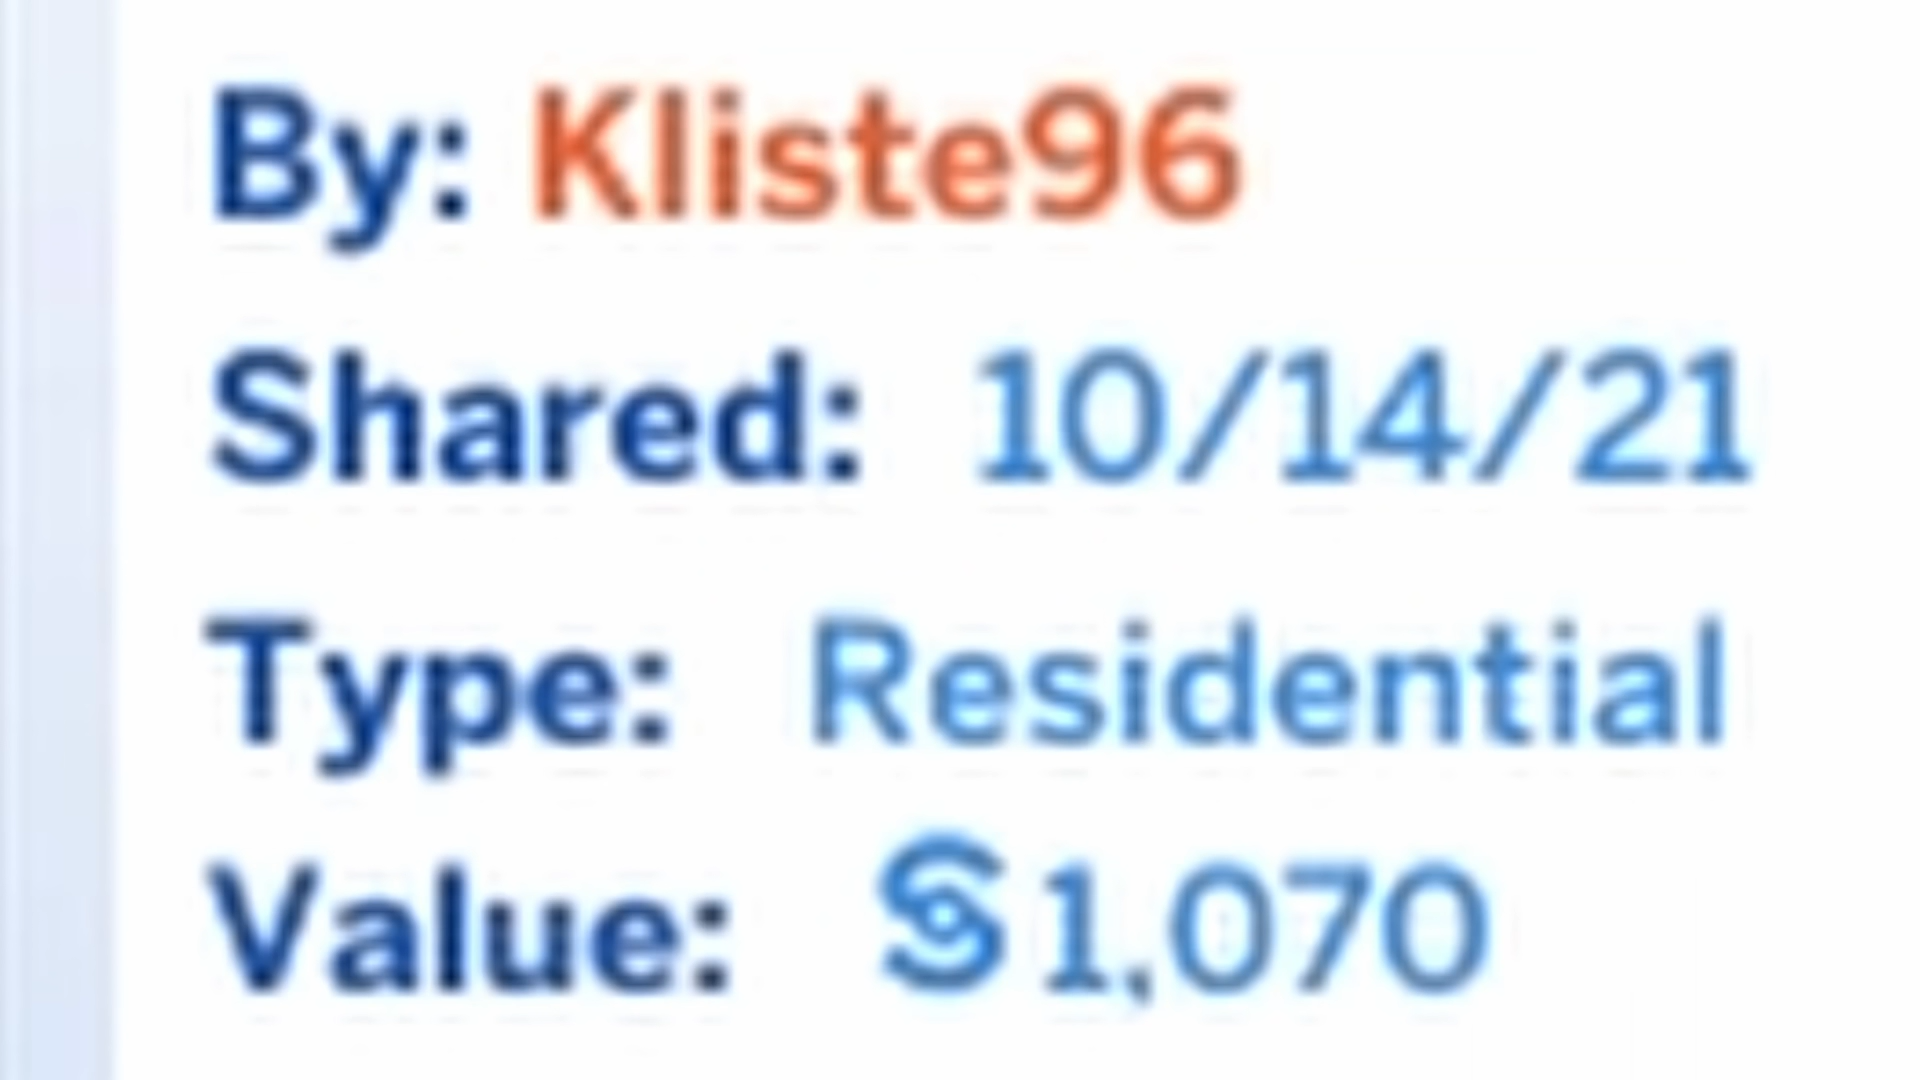 By: Kliste96
Shared: 10/14/21
Type: Residential
Value: §1,070